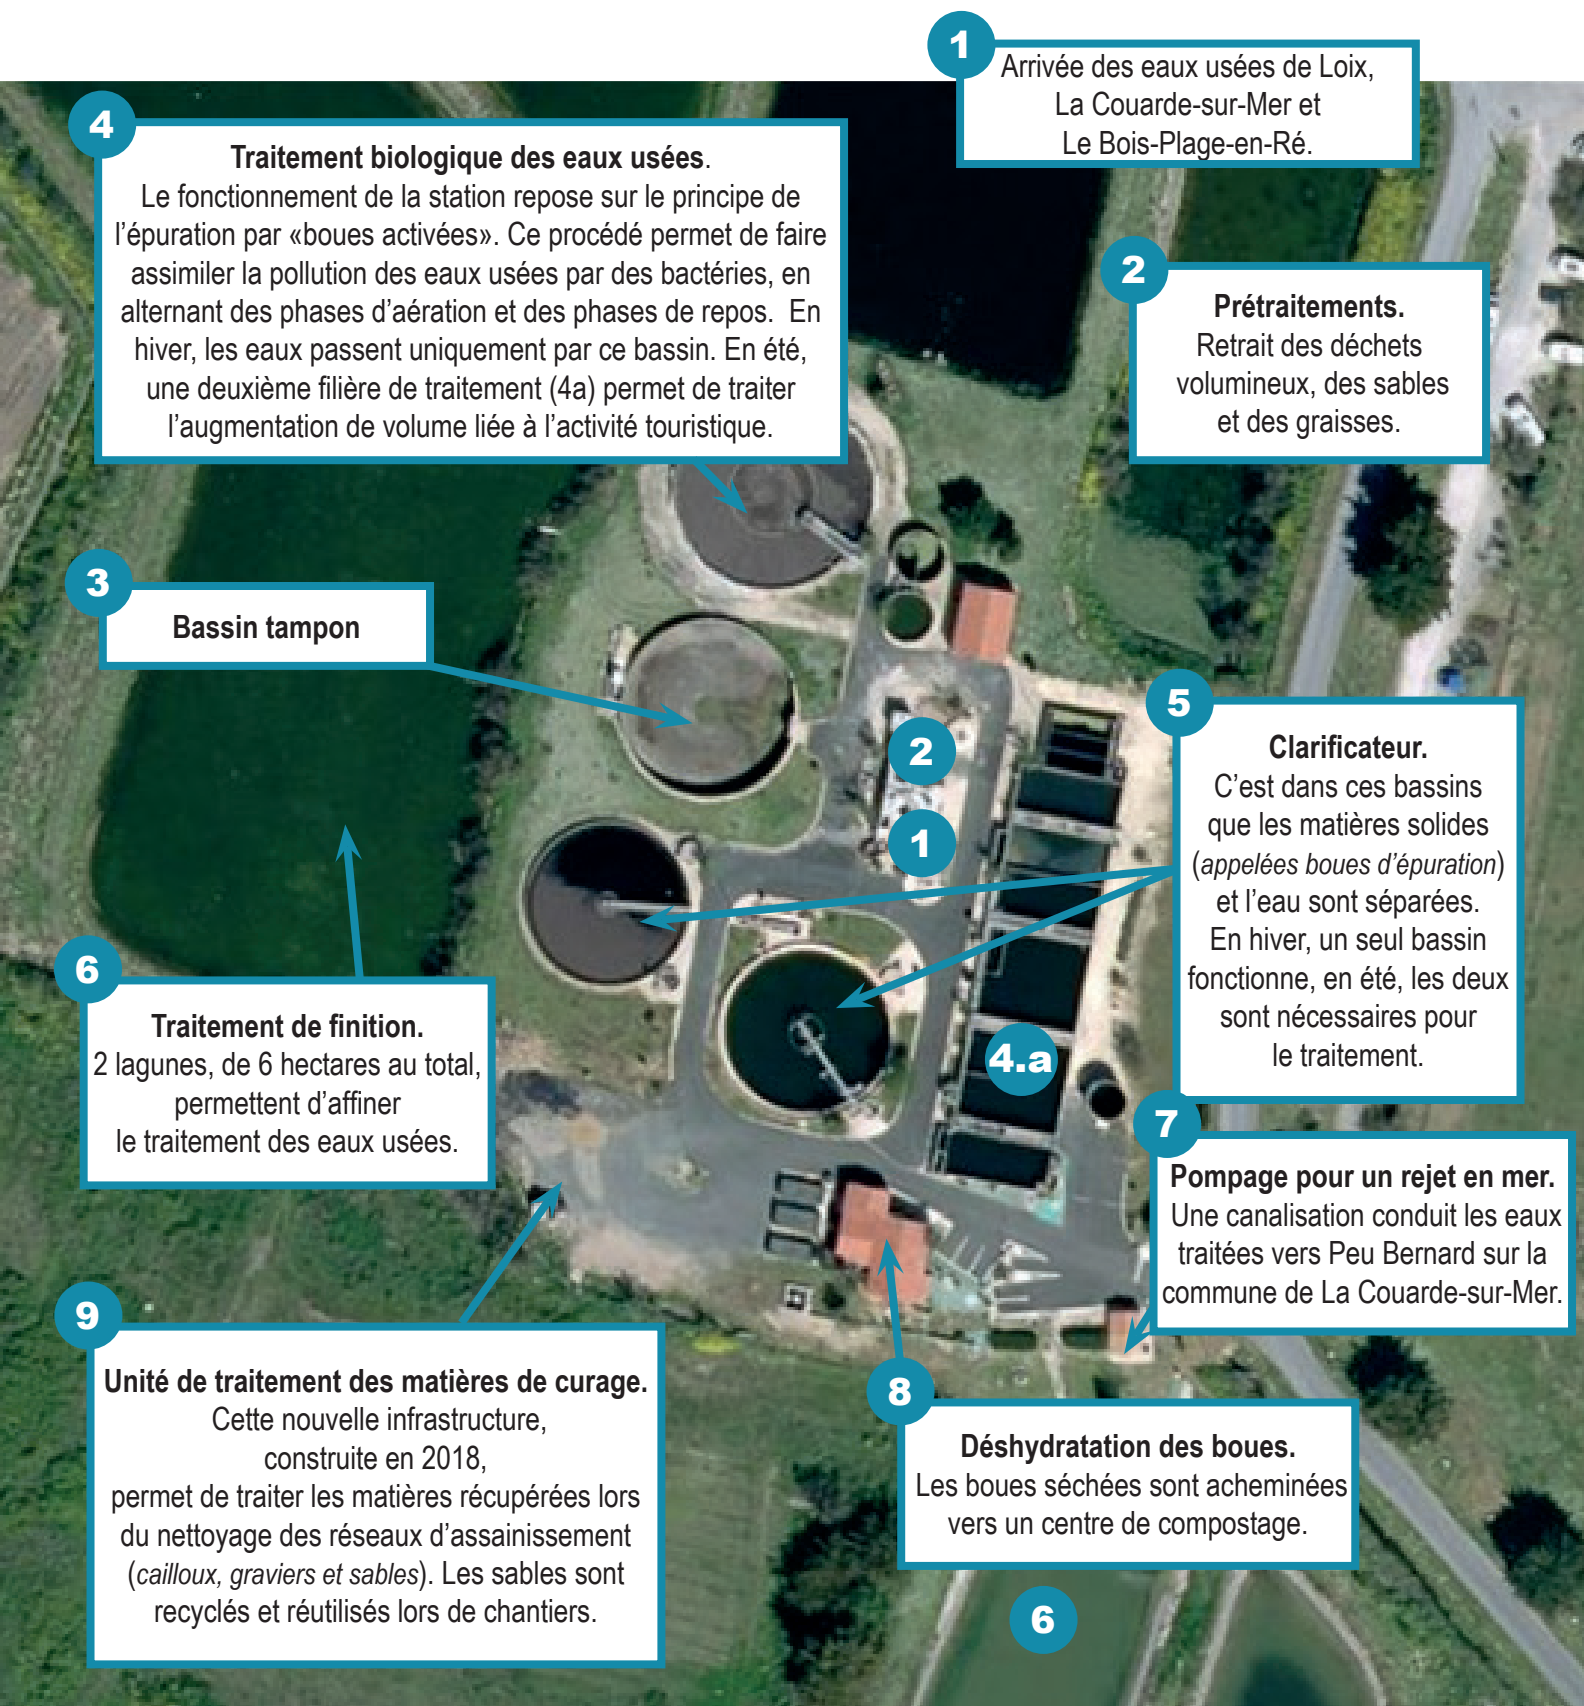 1
Arrivée des eaux usées de Loix,
La Couarde-sur-Mer et
Le Bois-Plage-en-Ré.
4
Traitement biologique des eaux usées.
Le fonctionnement de la station repose sur le principe de
l'épuration par «boues activées». Ce procédé permet de faire
assimiler la pollution des eaux usées par des bactéries, en
alternant des phases d'aération et des phases de repos. En
hiver, les eaux passent uniquement par ce bassin. En été,
une deuxième filière de traitement (4a) permet de traiter
l'augmentation de volume liée à l'activité touristique.
2
Prétraitements.
Retrait des déchets
volumineux, des sables
et des graisses.
3
Bassin tampon
2
1
4.a
5
Clarificateur.
C'est dans ces bassins
que les matières solides
(appelées boues d'épuration)
et l'eau sont séparées.
En hiver, un seul bassin
fonctionne, en été, les deux
sont nécessaires pour
le traitement.
6
Traitement de finition.
2 lagunes, de 6 hectares au total,
permettent d'affiner
le traitement des eaux usées.
7
Pompage pour un rejet en mer.
Une canalisation conduit les eaux
traitées vers Peu Bernard sur la
commune de La Couarde-sur-Mer.
9
Unité de traitement des matières de curage.
Cette nouvelle infrastructure,
construite en 2018,
permet de traiter les matières récupérées lors
du nettoyage des réseaux d'assainissement
(cailloux, graviers et sables). Les sables sont
recyclés et réutilisés lors de chantiers.
8
Déshydratation des boues.
Les boues séchées sont acheminées
vers un centre de compostage.
6